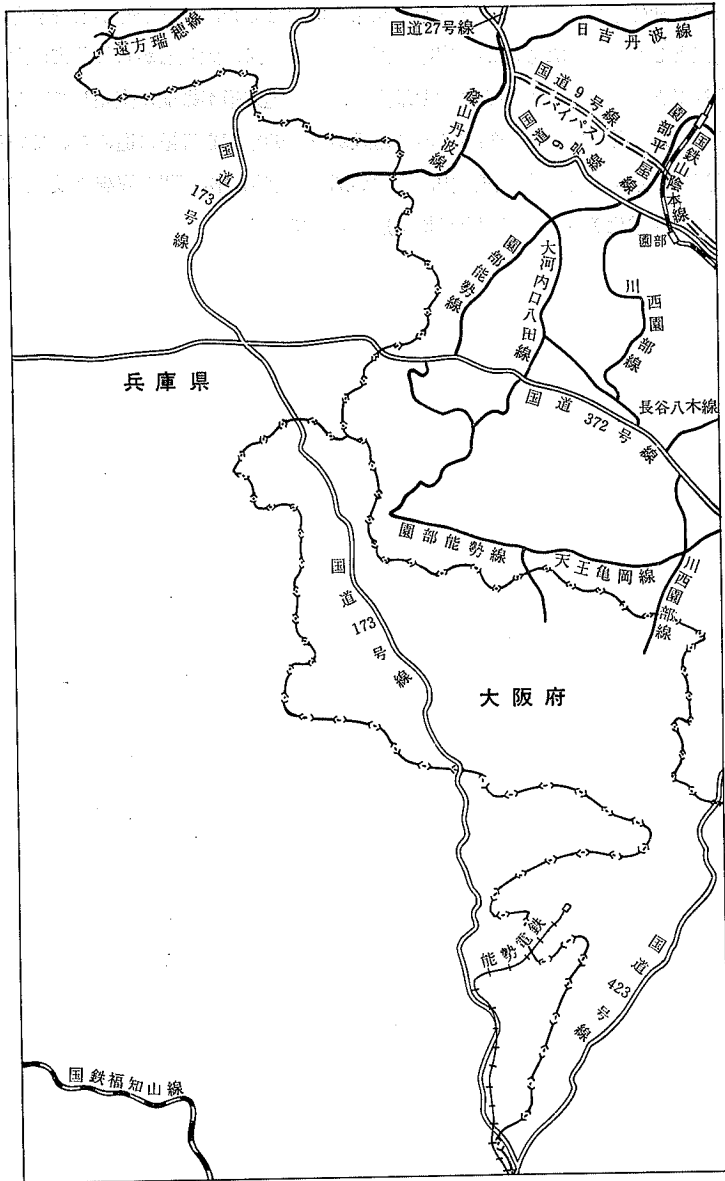 遠方瑞穂線
国道27号線
日吉丹波線
国道9号線
(バイパス)
国道9号線
園部平屋線
国鉄山陰本線
篠山丹波線
国道173号線
園部能勢線
大河内口八田線
園部
川西園部線
兵庫県
国道372号線
長谷八木線
園部能勢線
天王亀岡線
川西園部線
国道173号線
大阪府
能勢電鉄
国道423号線
国鉄福知山線